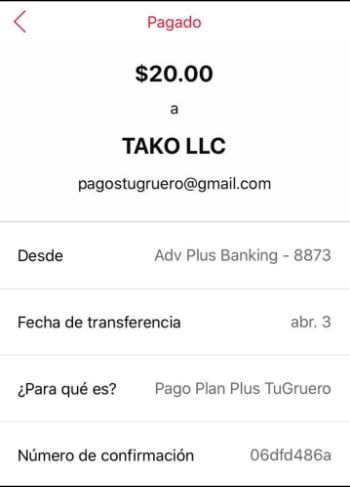 Pagado
$20.00
a
TAKO LLC
pagostugruero@gmail.com
Desde Adv Plus Banking - 8873
Fecha de transferencia abr. 3
¿Para qué es? Pago Plan Plus TuGruero
Número de confirmación 06dfd486a